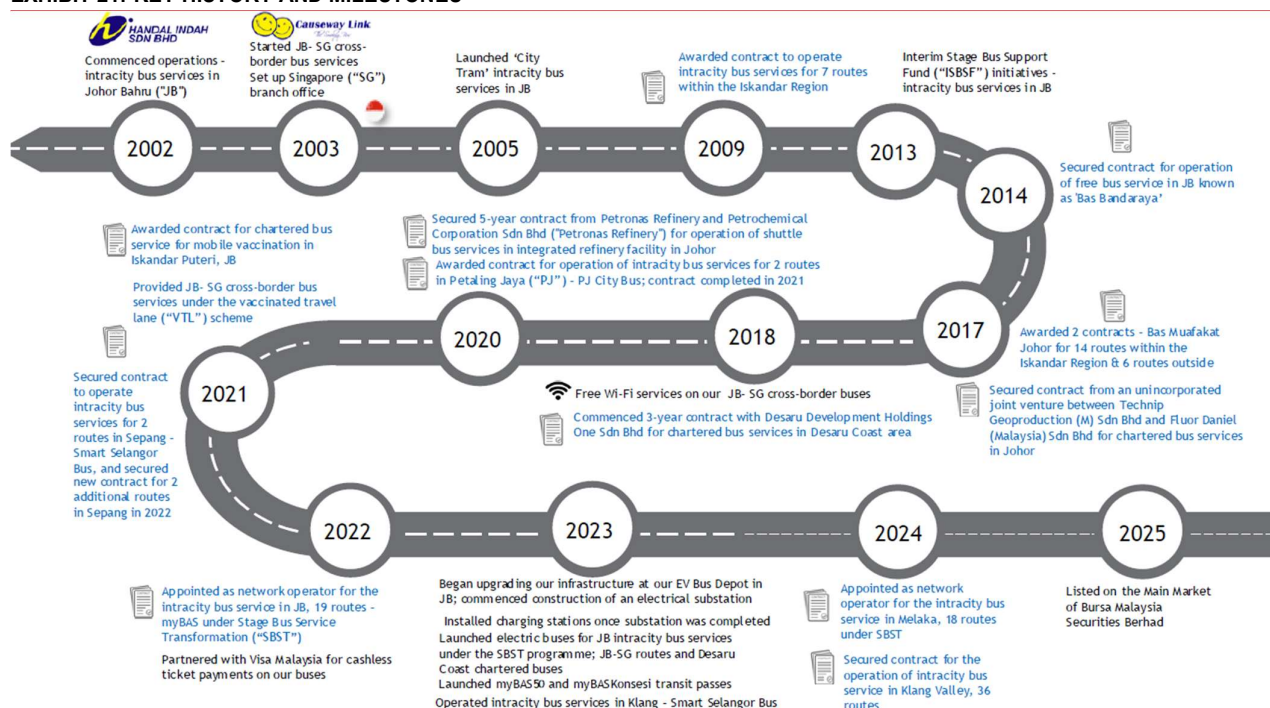 EXHIBIT 17: KEY HISTORY AND MILESTONES
HANDAL INDAH
SDN BHD
Causeway Link
Commenced operations -
intracity bus services in
Johor Bahru ("JB")
Started JB- SG cross-
border bus services
Set up Singapore ("SG")
branch office
Launched ‘City
Tram’ intracity bus
services in JB
Awarded contract to operate
intracity bus services for 7 routes
within the Iskandar Region
Interim Stage Bus Support
Fund ("ISBSF") initiatives -
intracity bus services in JB
2002
2003
2005
2009
2013
2014
Secured contract for operation
of free bus service in JB known
as 'Bas Bandaraya’
Awarded contract for chartered bus
service for mobile vaccination in
Iskandar Puteri, JB
Provided JB- SG cross-border bus
services under the vaccinated travel
lane ("VTL") scheme
Secured 5-year contract from Petronas Refinery and Petrochemical
Corporation Sdn Bhd ("Petronas Refinery") for operation of shuttle
bus services in integrated refinery facility in Johor
Awarded contract for operation of intracity bus services for 2 routes
in Petaling Jaya ("PJ") - PJ City Bus; contract completed in 2021
2021
2020
2018
2017
Awarded 2 contracts - Bas Muafakat
Johor for 14 routes within the
Iskandar Region & 6 routes outside
Secured contract from an unincorporated
joint venture between Technip
Geoproduction (M) Sdn Bhd and Fluor Daniel
(Malaysia) Sdn Bhd for chartered bus services
in Johor
Free Wi-Fi services on our JB- SG cross-border buses
Commenced 3-year contract with Desaru Development Holdings
One Sdn Bhd for chartered bus services in Desaru Coast area
Secured contract
to operate
intracity bus
services for 2
routes in Sepang -
Smart Selangor
Bus, and secured
new contract for 2
additional routes
in Sepang in 2022
2022
2023
2024
2025
Appointed as network operator for the
intracity bus service in JB, 19 routes -
myBAS under Stage Bus Service
Transformation ("SBST")
Partnered with Visa Malaysia for cashless
ticket payments on our buses
Began upgrading our infrastructure at our EV Bus Depot in
JB; commenced construction of an electrical substation
Installed charging stations once substation was completed
Launched electric buses for JB intracity bus services
under the SBST programme; JB-SG routes and Desaru
Coast chartered buses
Launched myBAS50 and myBASKonsesi transit passes
Operated intracity bus services in Klang - Smart Selangor Bus
Appointed as network
operator for the intracity bus
service in Melaka, 18 routes
under SBST
Secured contract for the
operation of intracity bus
service in Klang Valley, 36
routes
Listed on the Main Market
of Bursa Malaysia
Securities Berhad